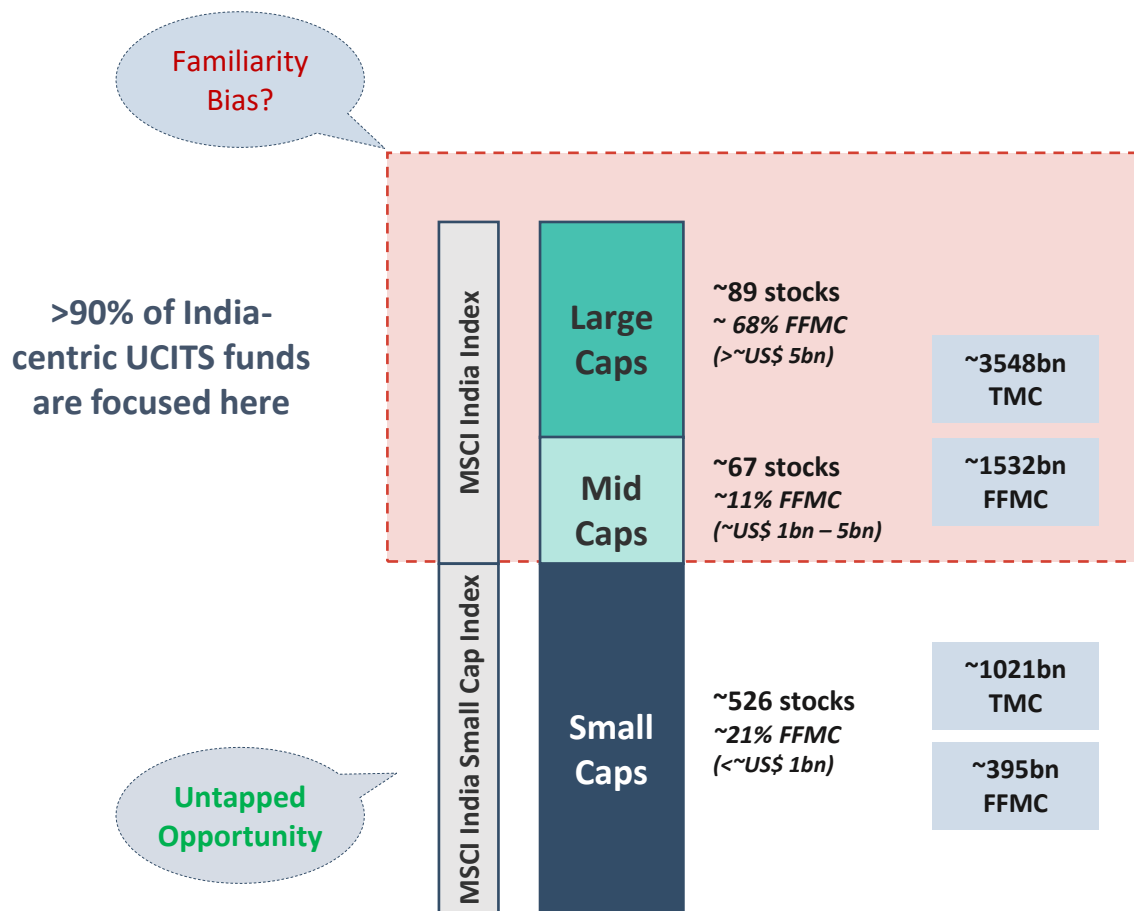 Familiarity
Bias?
>90% of India-
centric UCITS funds
are focused here
MSCI India Index
Large
Caps
~89 stocks
~ 68% FFMC
(>~US$ 5bn)
~3548bn
TMC
Mid
Caps
~67 stocks
~11% FFMC
(~US$ 1bn – 5bn)
~1532bn
FFMC
MSCI India Small Cap Index
Small
Caps
~526 stocks
~21% FFMC
(<~US$ 1bn)
~1021bn
TMC
~395bn
FFMC
Untapped
Opportunity